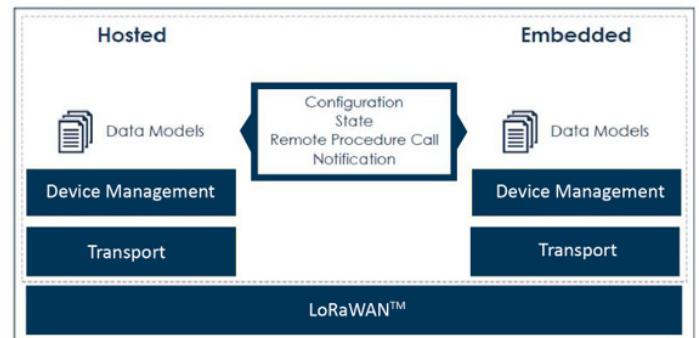 Hosted
Embedded
Configuration
State
Remote Procedure Call
Notification
Data Models
Data Models
Device Management
Device Management
Transport
Transport
LoRaWAN™